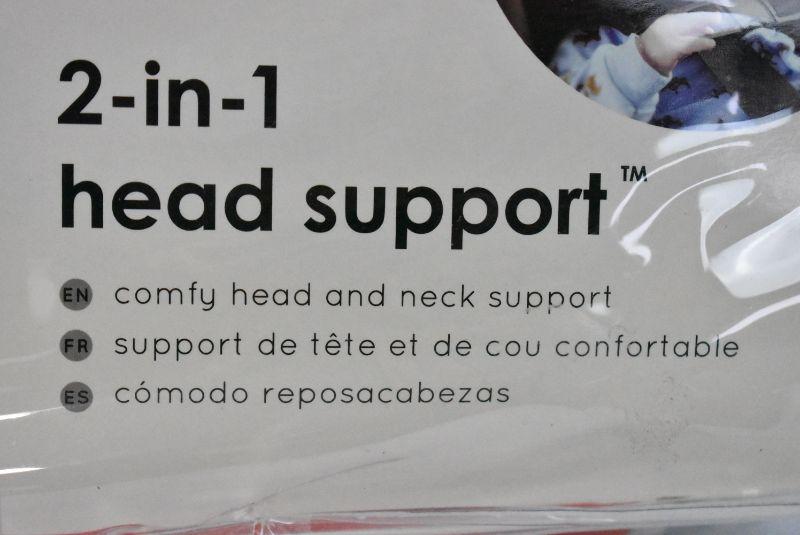 2-in-1
head support™
EN comfy head and neck support
FR support de tête et de cou confortable
ES cómodo reposacabezas